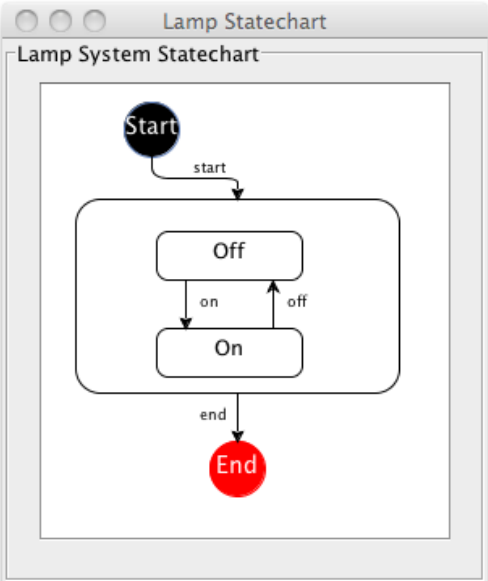 Lamp Statechart
Lamp System Statechart
Start
start
Off
on
off
On
end
End